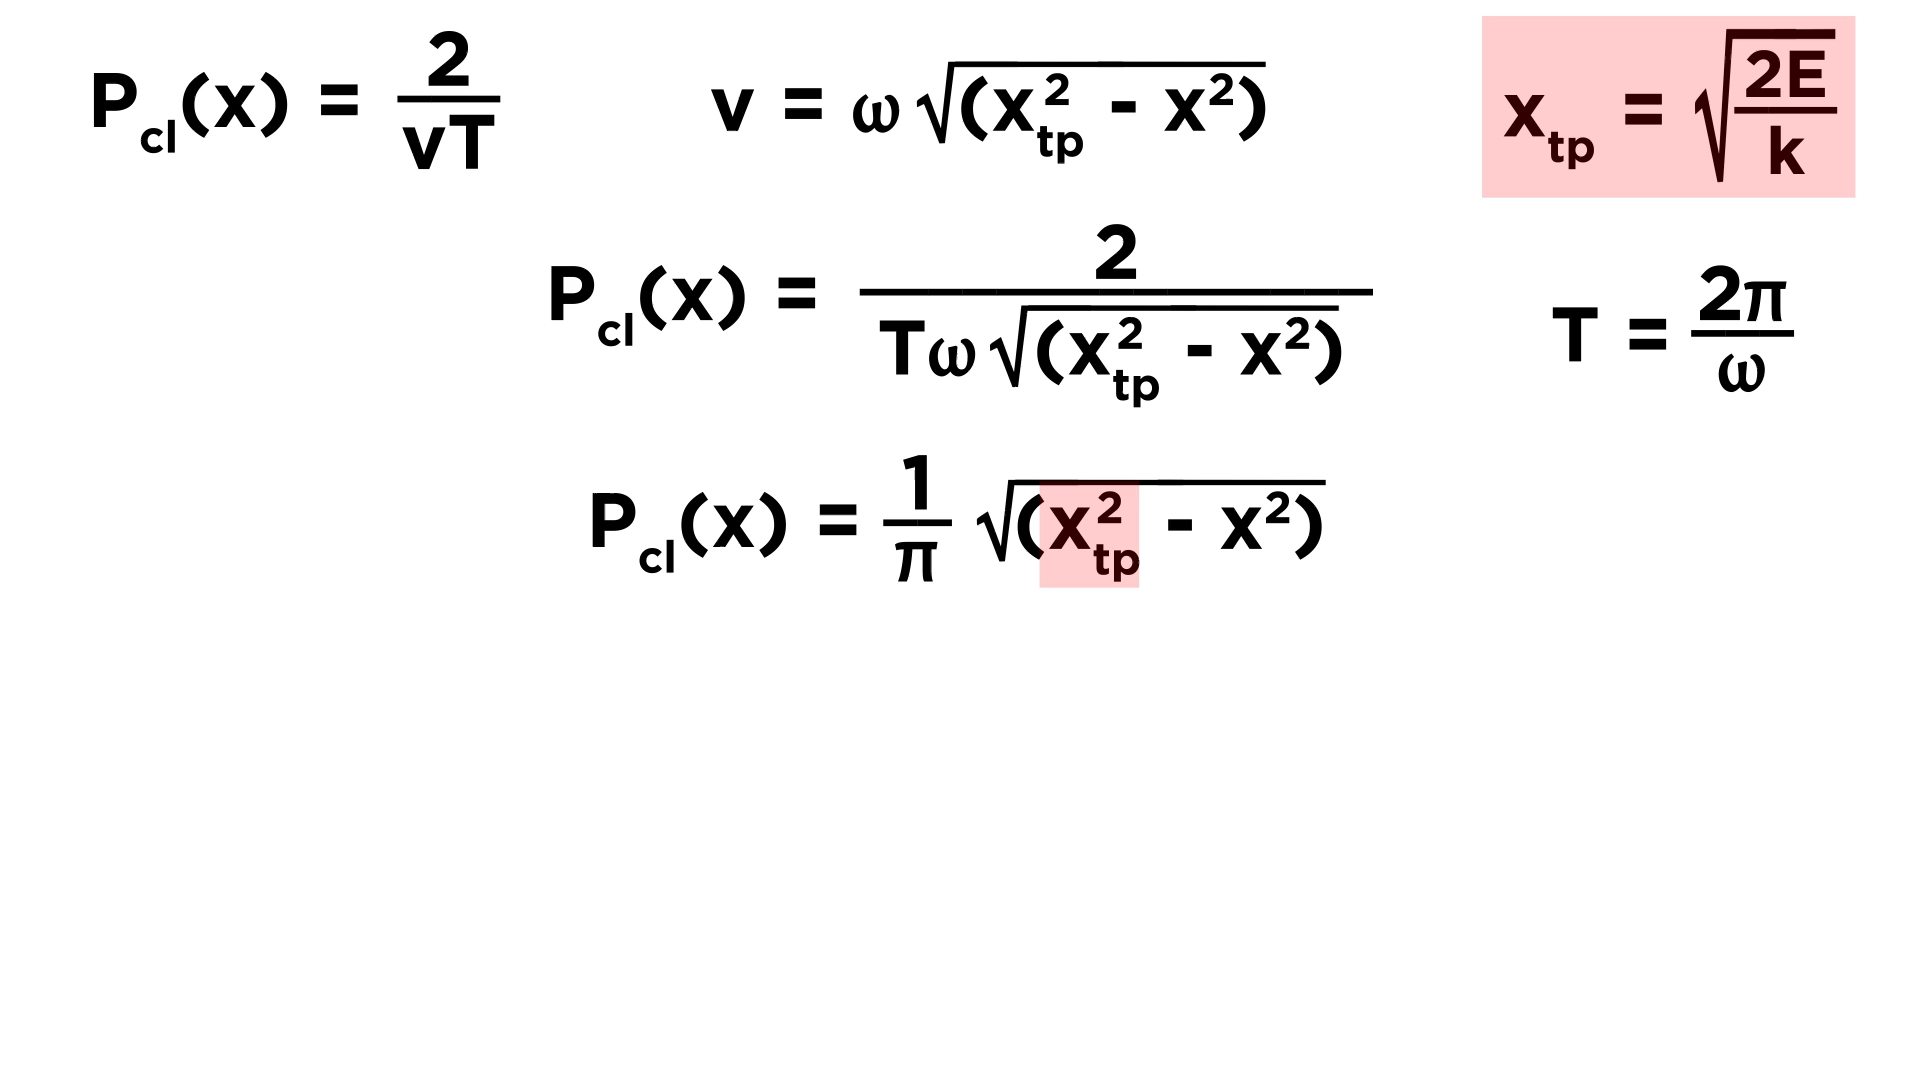 P_cl(x) = 2/(vT)    v = ω√(x_tp² - x²)    x_tp = √(2E/k)
P_cl(x) = 2/(Tω√(x_tp² - x²))    T = 2π/ω
P_cl(x) = 1/π √(x_tp² - x²)